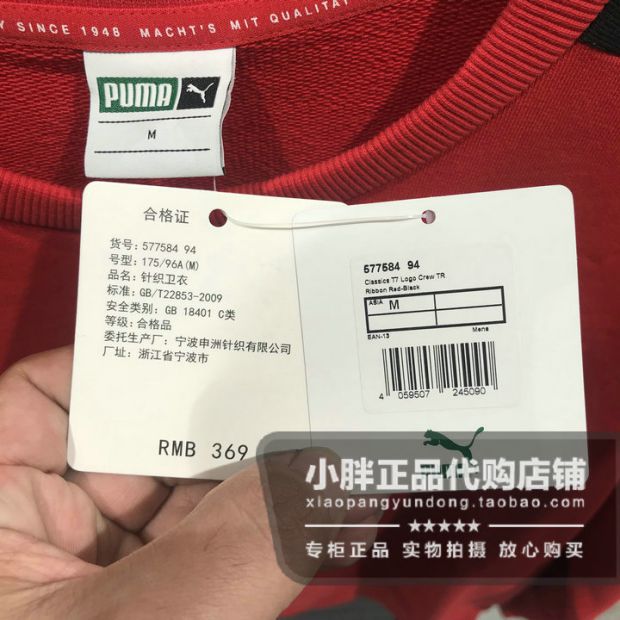 Y SINCE 1948 MACHT'S MIT QUALITÄT
PUMA
M
合格证
货号: 577584 94
号型: 175/96A(M)
品名: 针织卫衣
标准: GB/T22853-2009
安全类别: GB 18401 C类
等级: 合格品
委托生产厂: 宁波申洲针织有限公司
厂址: 浙江省宁波市
RMB 369
577584 94
Classics T7 Logo Crew TR
Ribbon Red-Black
ASIA M
EAN-13 Mens
4 059507 245090
PUMA
小胖正品代购店铺
xiaopangyundong.taobao.com
★★★★★
专柜正品 实物拍摄 放心购买